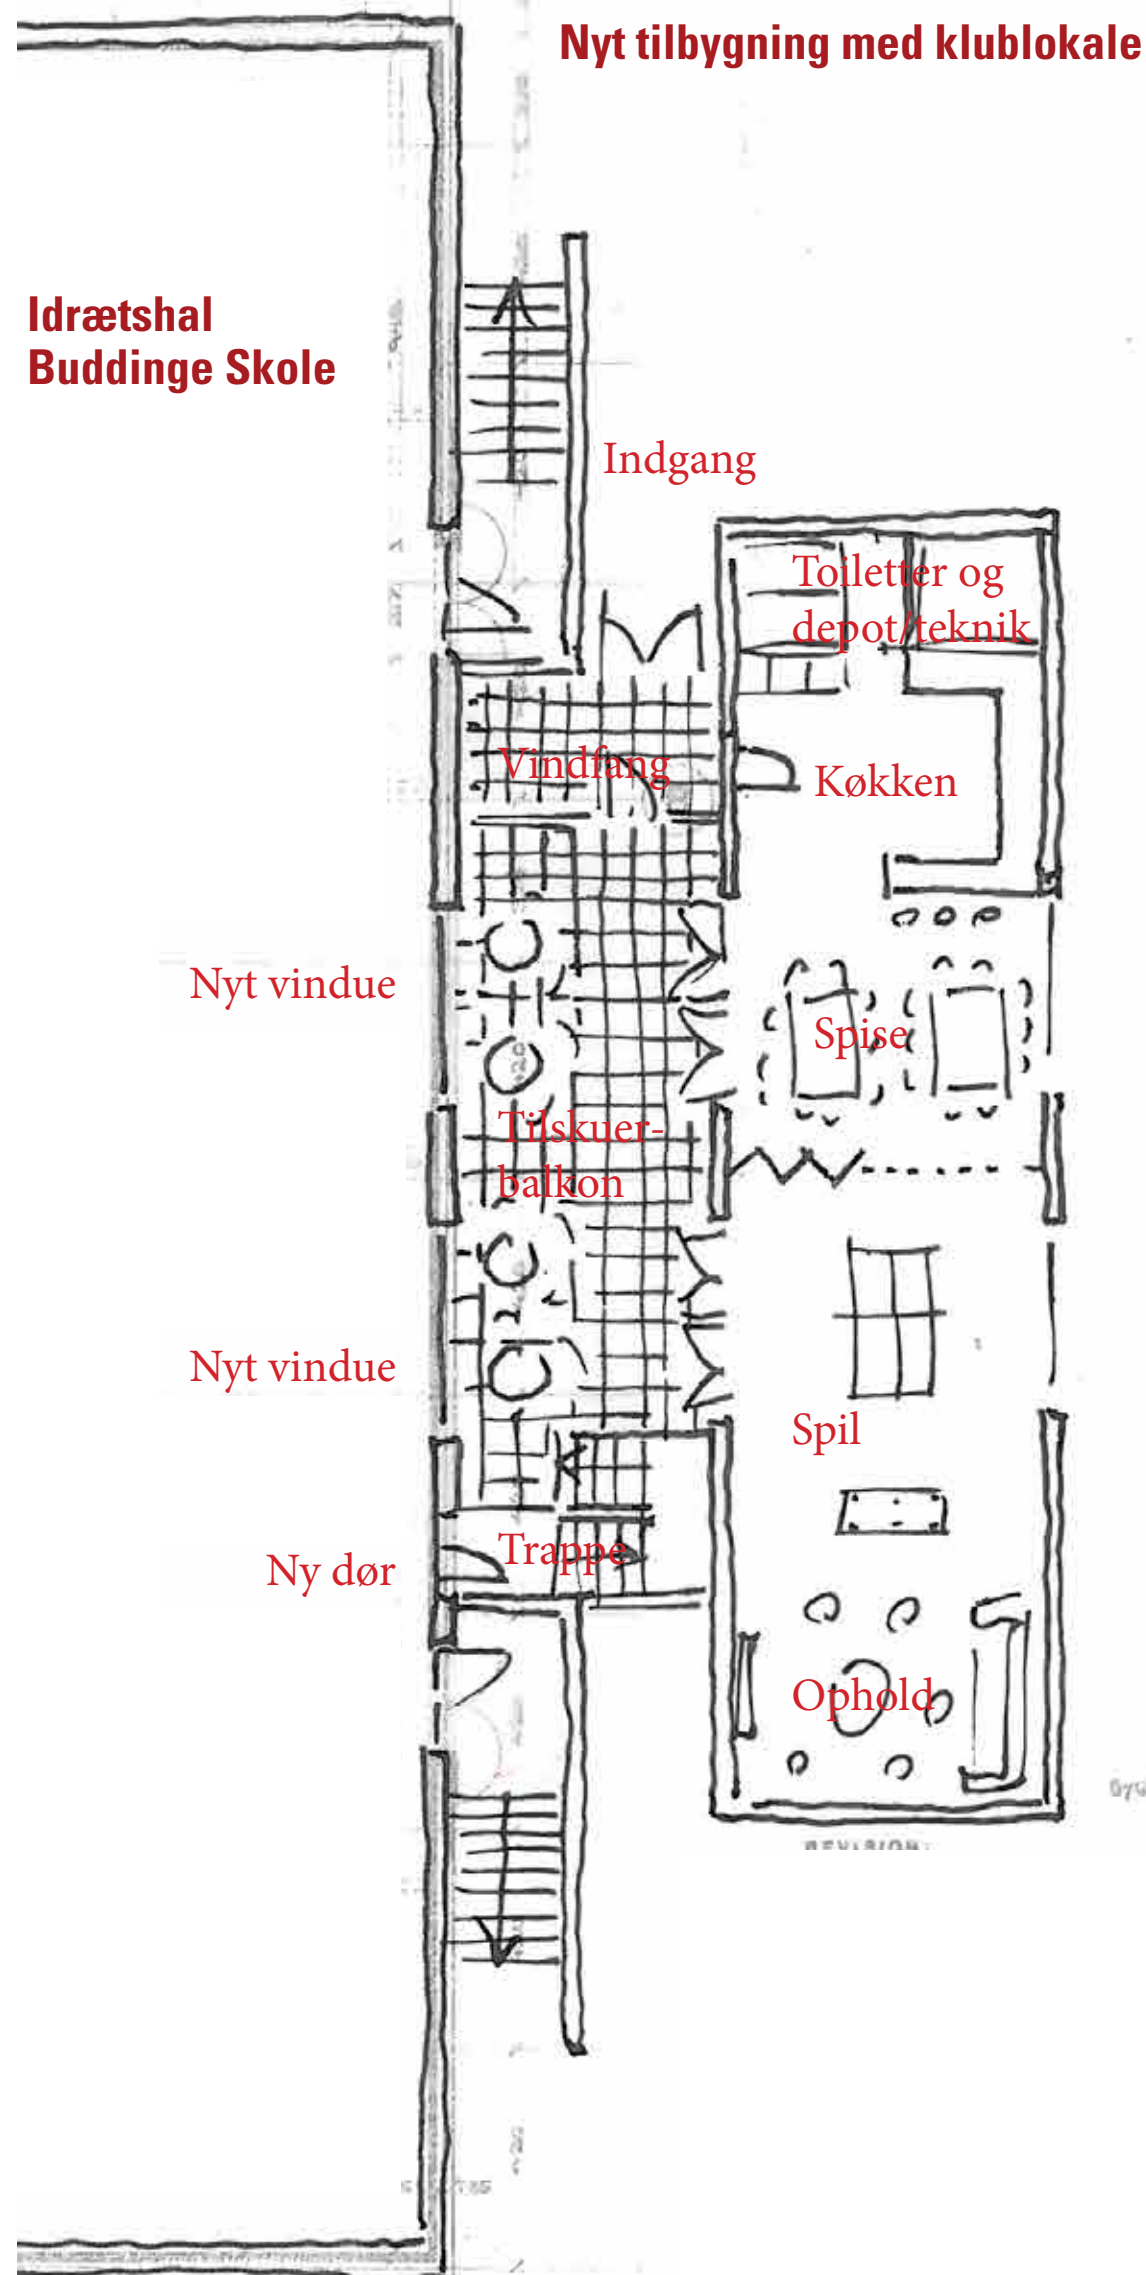 Nyt tilbygning med klublokale
Idrætshal
Buddinge Skole
Indgang
Toiletter og
depot/teknik
Vindfang
Køkken
Nyt vindue
Spise
Tilskuer-
balkon
Nyt vindue
Spil
Trappe
Ny dør
Ophold
REVISION: